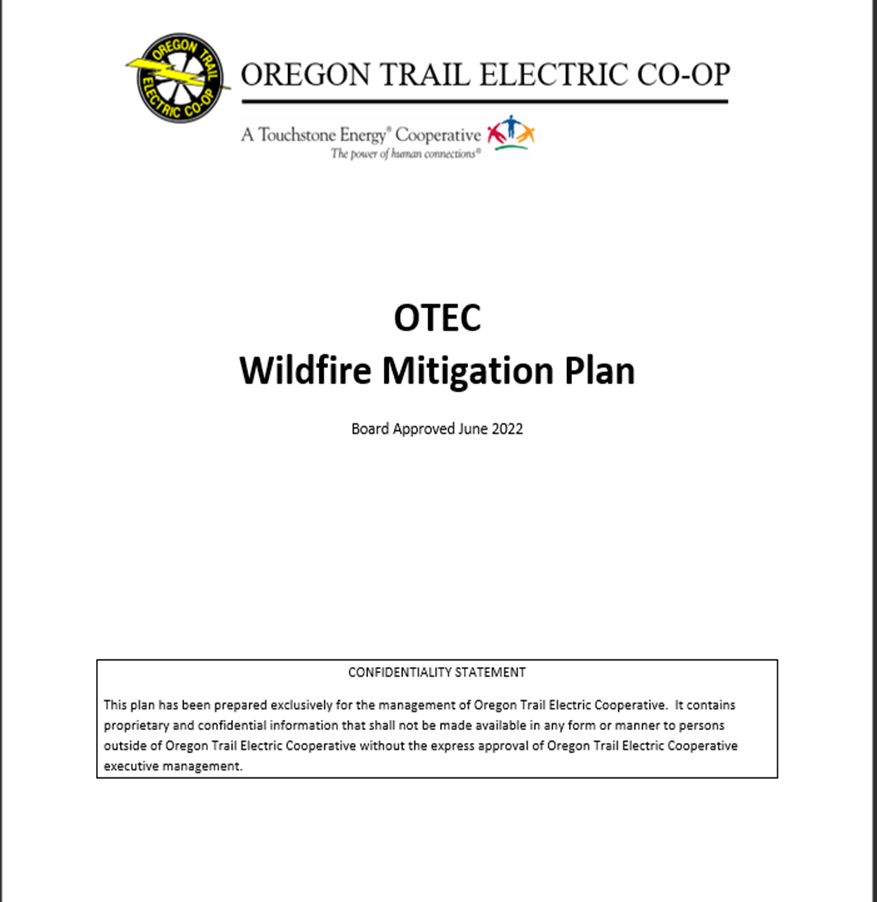 OREGON TRAIL
ELECTRIC CO-OP
OREGON TRAIL ELECTRIC CO-OP
A Touchstone Energy® Cooperative
The power of human connections®
OTEC
Wildfire Mitigation Plan
Board Approved June 2022
CONFIDENTIALITY STATEMENT
This plan has been prepared exclusively for the management of Oregon Trail Electric Cooperative.  It contains
proprietary and confidential information that shall not be made available in any form or manner to persons
outside of Oregon Trail Electric Cooperative without the express approval of Oregon Trail Electric Cooperative
executive management.